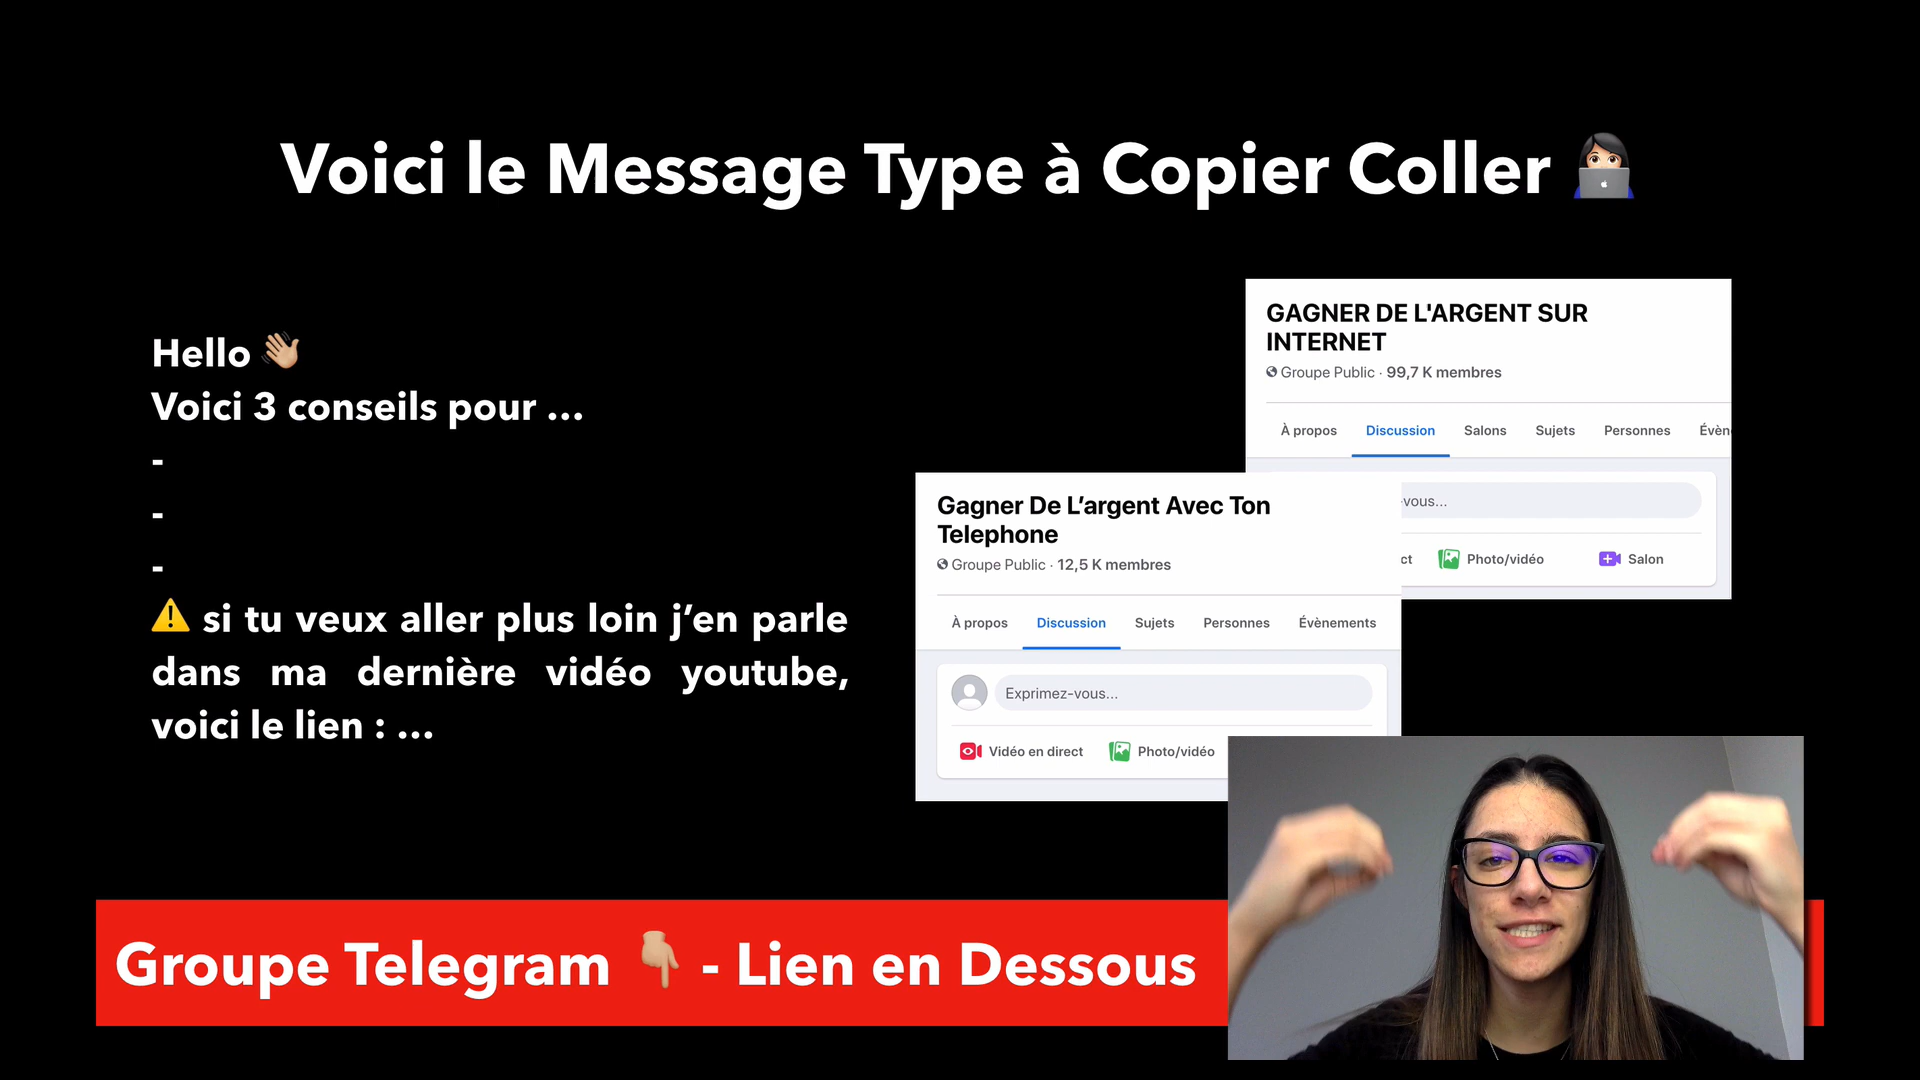 Voici le Message Type à Copier Coller
Hello
Voici 3 conseils pour ...
-
-
-
si tu veux aller plus loin j’en parle
dans ma dernière vidéo youtube,
voici le lien : ...
GAGNER DE L'ARGENT SUR
INTERNET
Groupe Public · 99,7 K membres
À propos Discussion Salons Sujets Personnes Évèn
-vous...
ct Photo/vidéo Salon
Gagner De L’argent Avec Ton
Telephone
Groupe Public · 12,5 K membres
À propos Discussion Sujets Personnes Évènements
Exprimez-vous...
Vidéo en direct Photo/vidéo
Groupe Telegram - Lien en Dessous